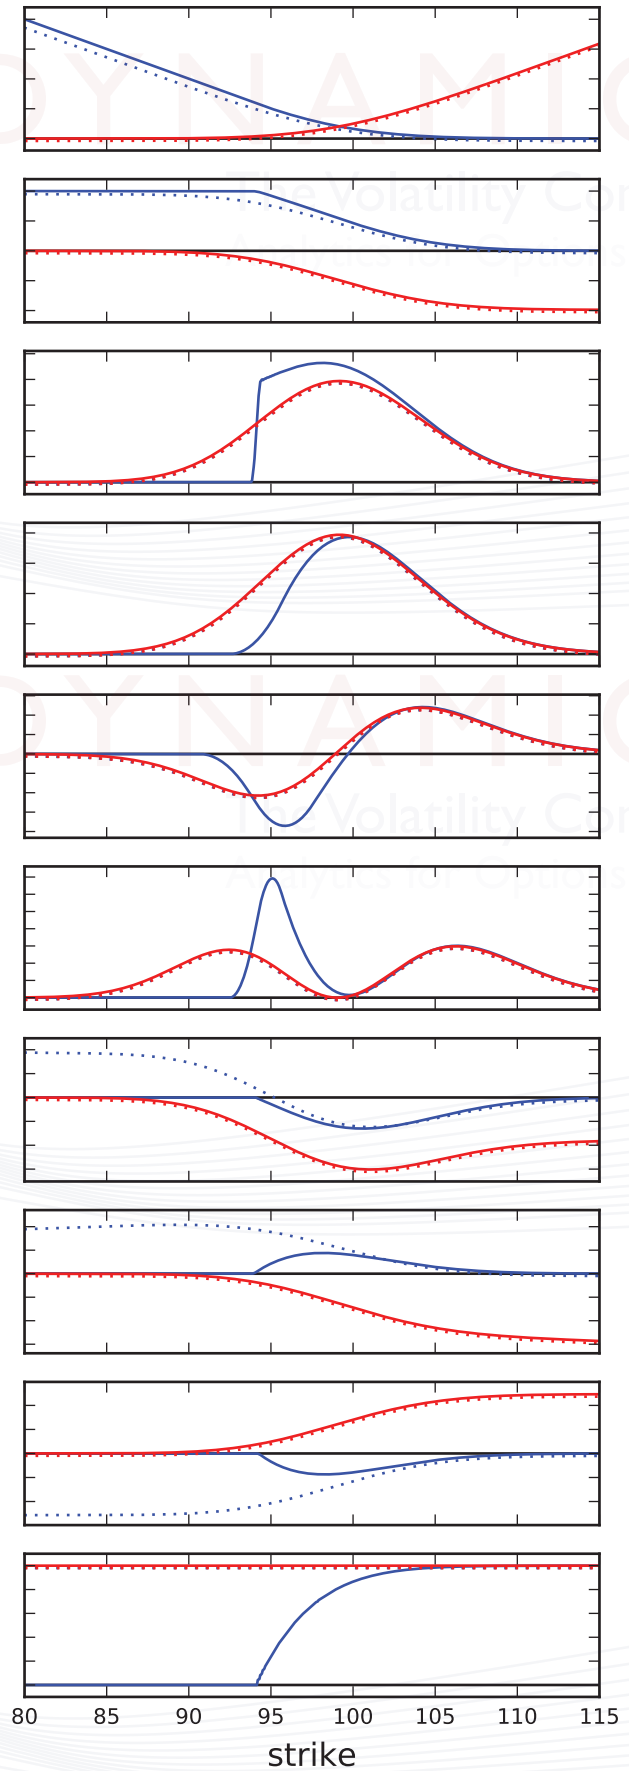 DYNAMIC
The Volatility Con
Analytics for Options
DYNAMIC
The Volatility Con
Analytics for Options
80 85 90 95 100 105 110 115
strike